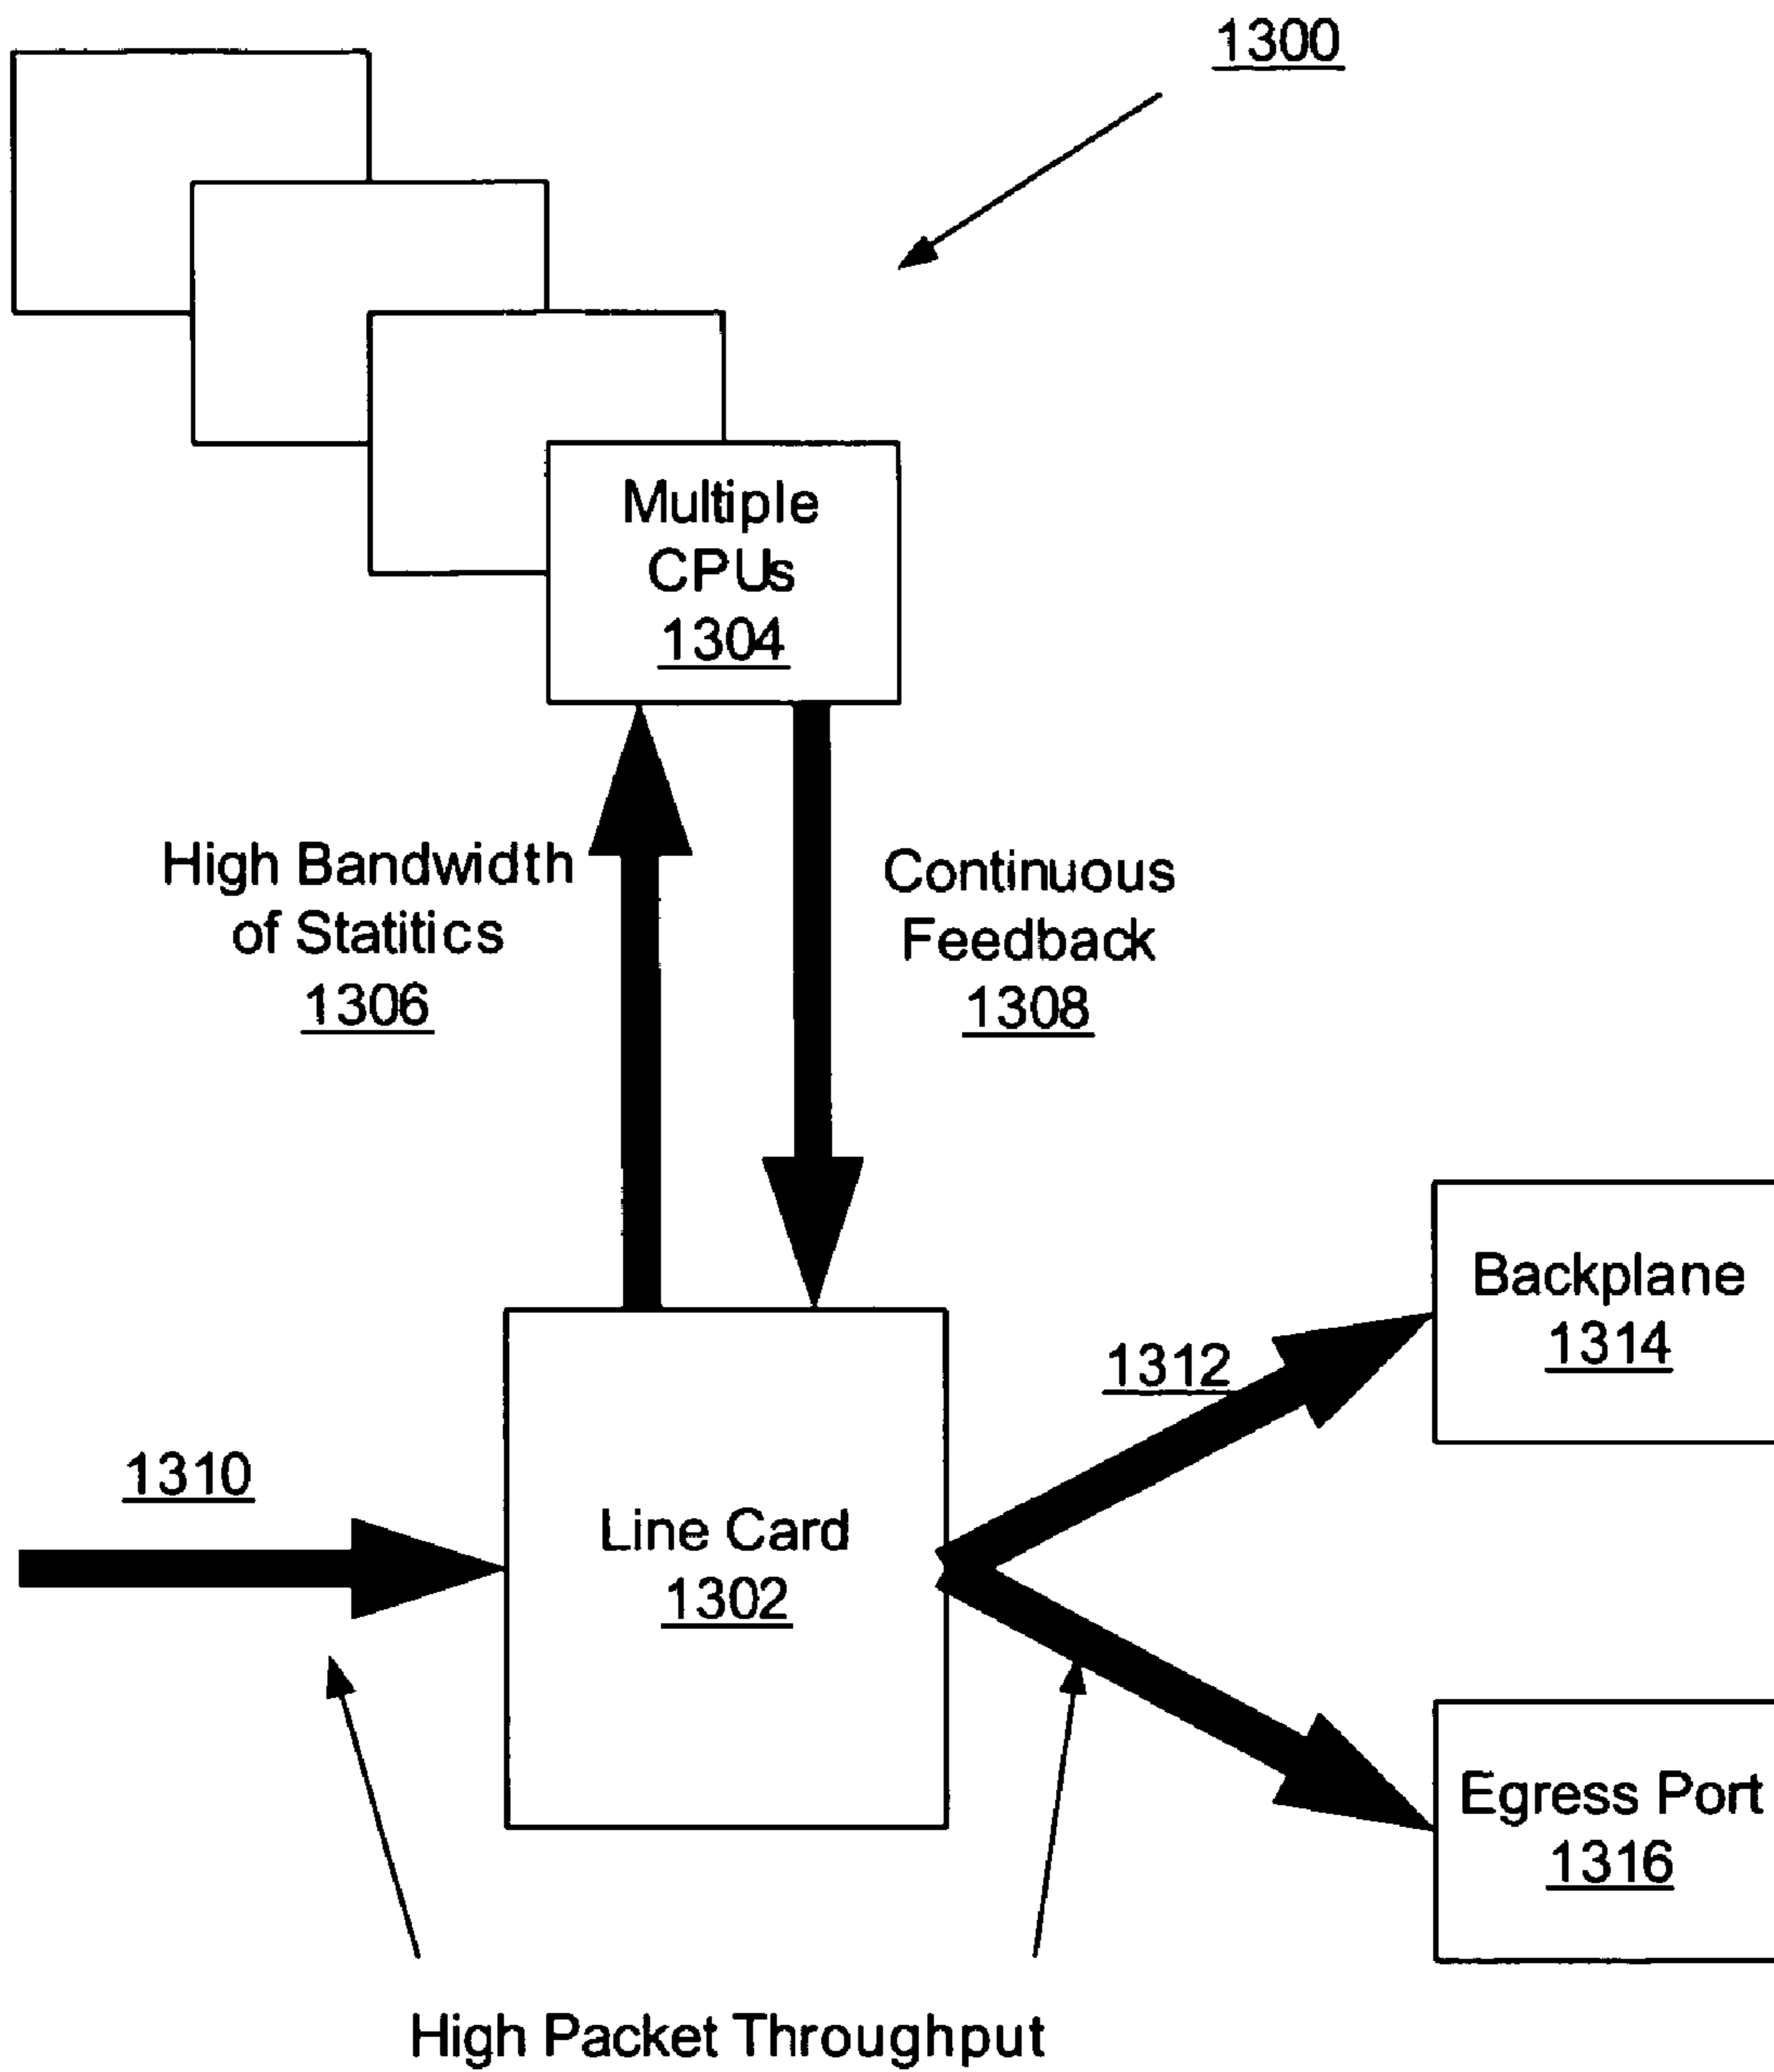 1300
Multiple
CPUs
1304
High Bandwidth
of Statitics
1306
Continuous
Feedback
1308
Backplane
1314
1312
1310
Line Card
1302
Egress Port
1316
High Packet Throughput